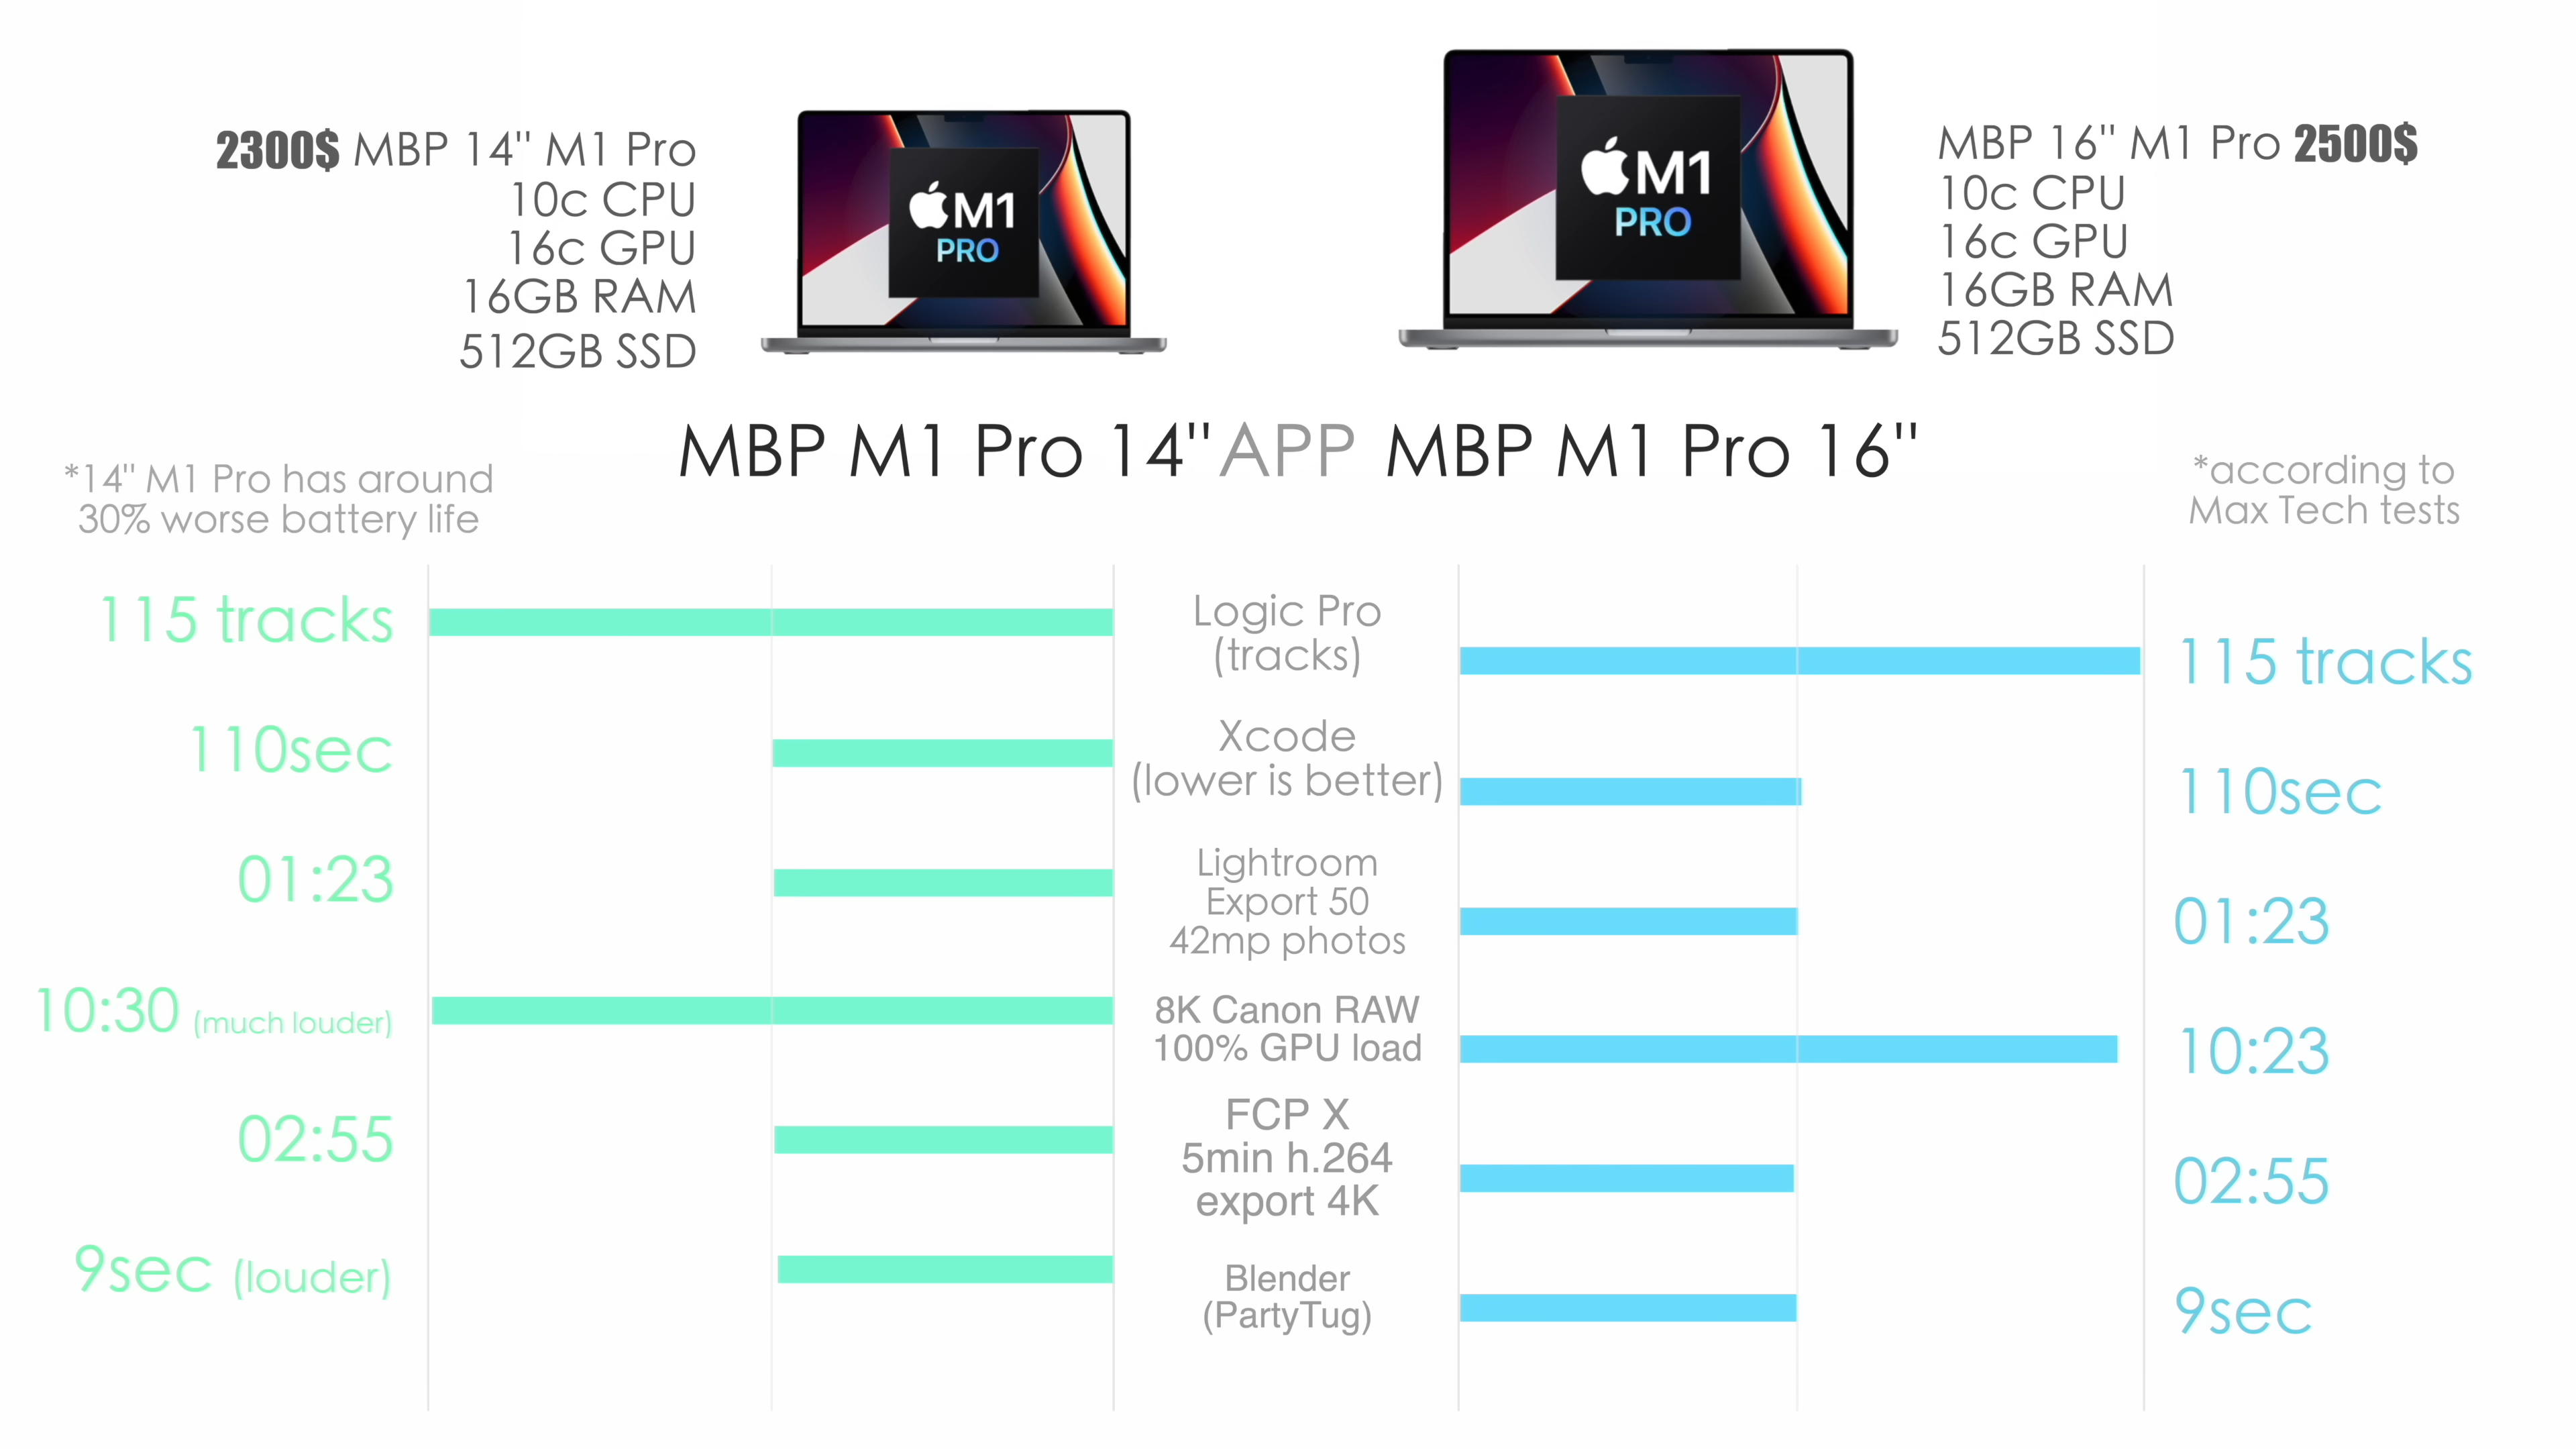 2300$ MBP 14" M1 Pro
10c CPU
16c GPU
16GB RAM
512GB SSD
M1
PRO
M1
PRO
MBP 16" M1 Pro 2500$
10c CPU
16c GPU
16GB RAM
512GB SSD
MBP M1 Pro 14" APP MBP M1 Pro 16"
*14" M1 Pro has around
30% worse battery life
*according to
Max Tech tests
115 tracks
Logic Pro
(tracks)
115 tracks
110sec
Xcode
(lower is better)
110sec
01:23
Lightroom
Export 50
42mp photos
01:23
10:30 (much louder)
8K Canon RAW
100% GPU load
10:23
02:55
FCP X
5min h.264
export 4K
02:55
9sec (louder)
Blender
(PartyTug)
9sec